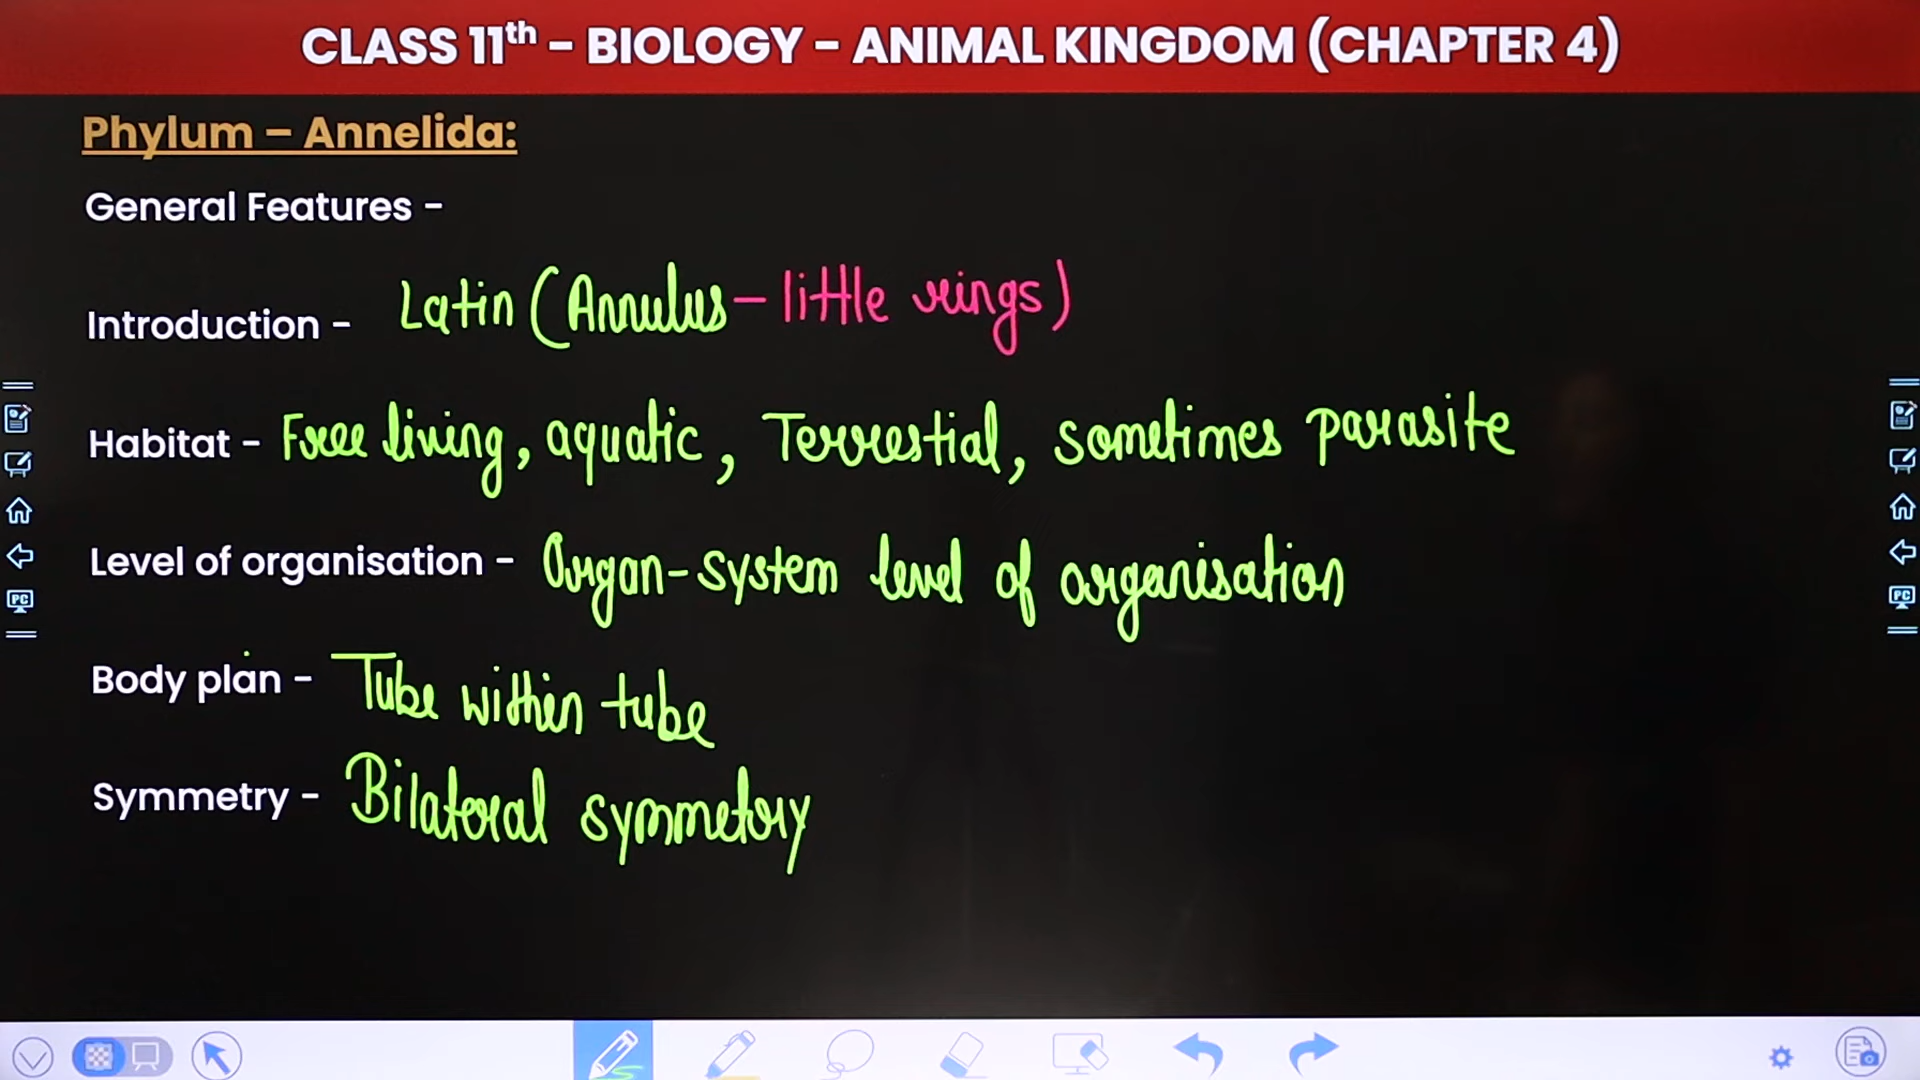 CLASS 11th – BIOLOGY – ANIMAL KINGDOM (CHAPTER 4)
Phylum – Annelida:
General Features –
Introduction – Latin (Annulus – little rings)
Habitat – Free living, aquatic, Terrestial, sometimes parasite
Level of organisation – Organ-system level of organisation
Body plan – Tube within tube
Symmetry – Bilateral symmetry
PC PC